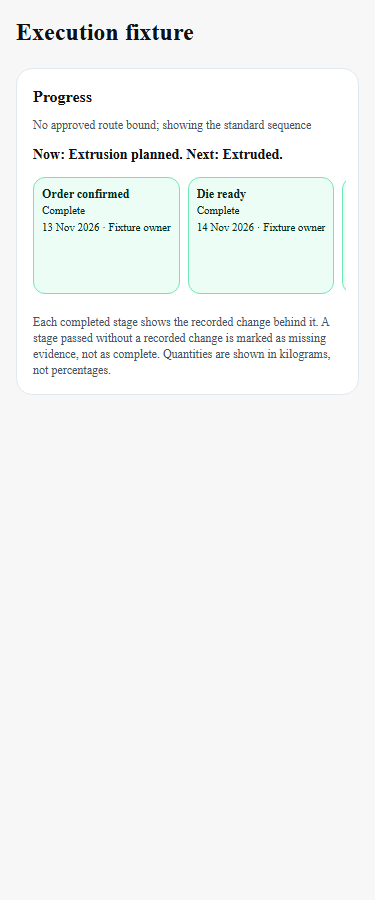 Execution fixture
Progress
No approved route bound; showing the standard sequence
Now: Extrusion planned. Next: Extruded.
Order confirmed
Complete
13 Nov 2026 · Fixture owner
Die ready
Complete
14 Nov 2026 · Fixture owner
Each completed stage shows the recorded change behind it. A
stage passed without a recorded change is marked as missing
evidence, not as complete. Quantities are shown in kilograms,
not percentages.